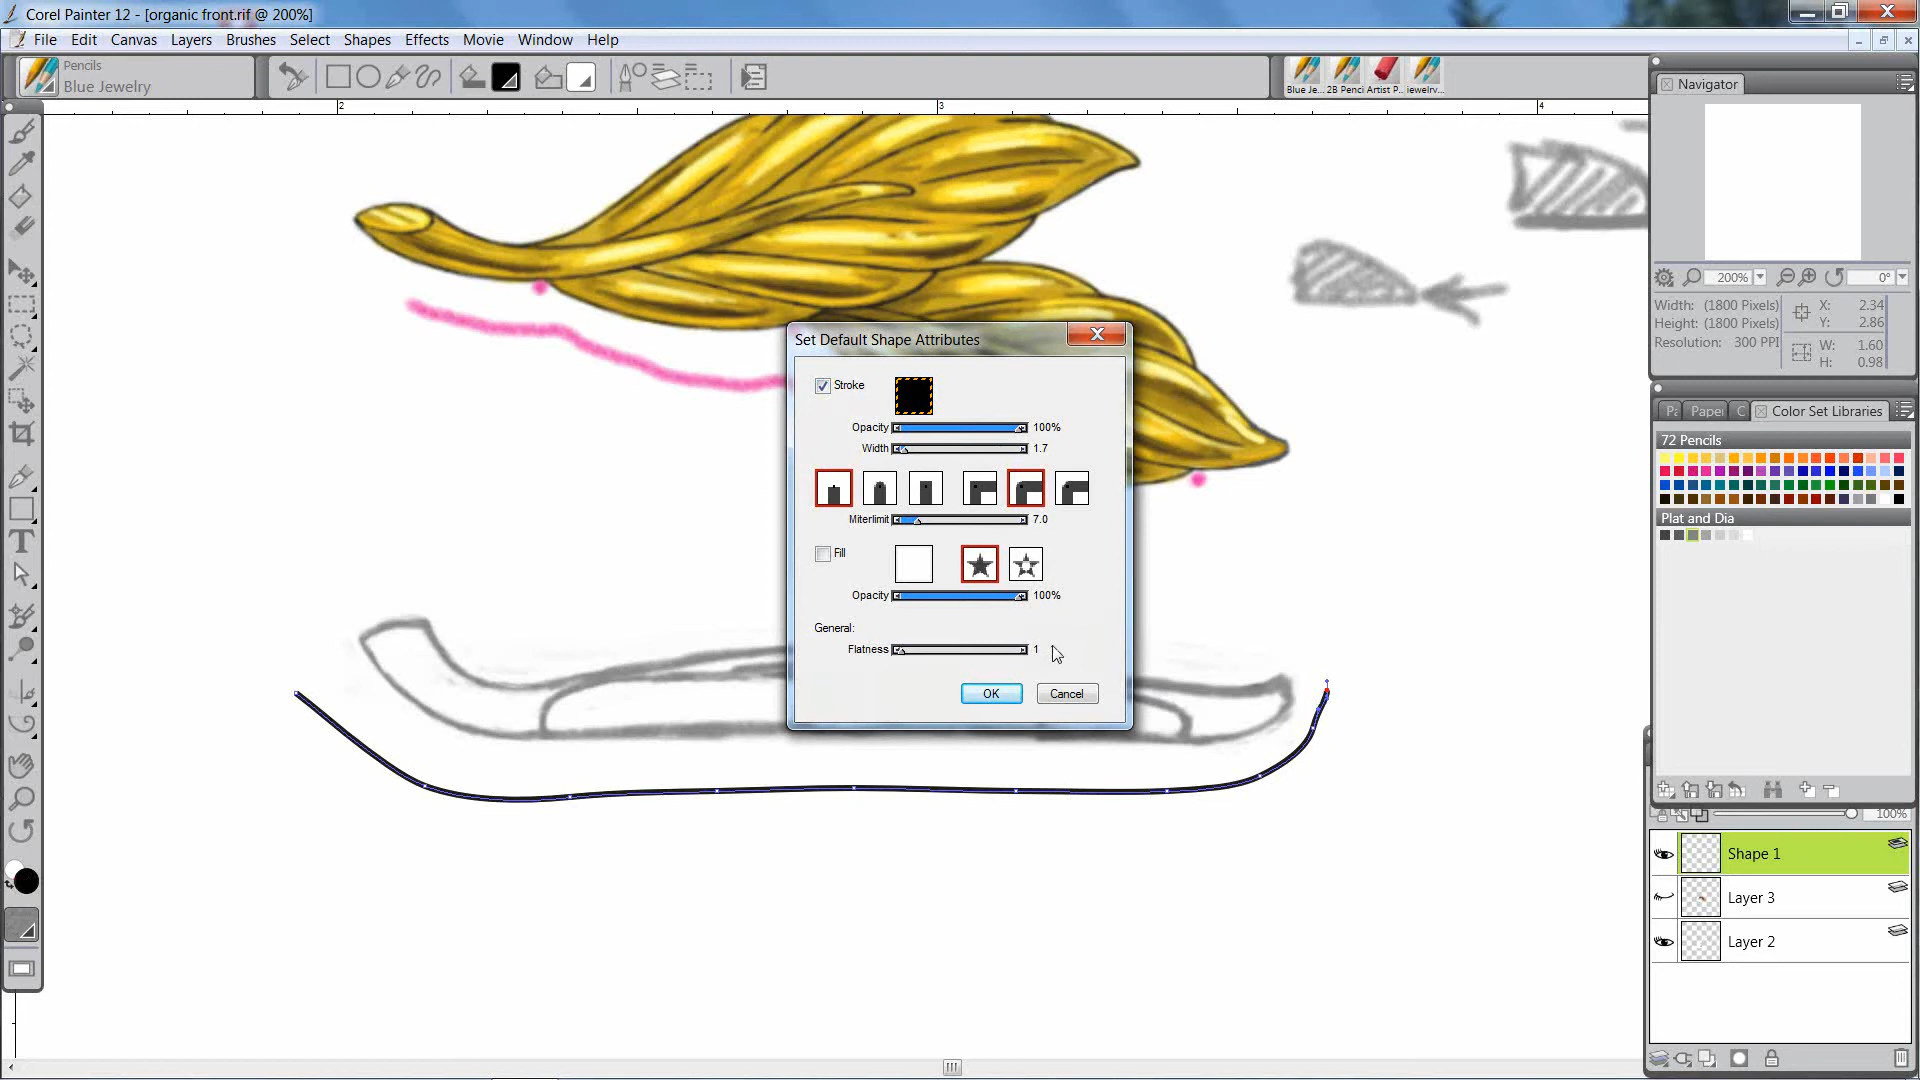 Corel Painter 12 - [organic front.rif @ 200%]
File Edit Canvas Layers Brushes Select Shapes Effects Movie Window Help
Pencils
Blue Jewelry
Blue Je... 2B Penci Artist P.. jewelry...
2 3 4
Navigator
200% 0°
Width: (1800 Pixels) X: 2.34
Height: (1800 Pixels) Y: 2.86
Resolution: 300 PPI W: 1.60
H: 0.98
Set Default Shape Attributes
Stroke
Opacity 100%
Width 1.7
Miterlimit 7.0
Fill
Opacity 100%
General:
Flatness 1
OK Cancel
Pa Paper C Color Set Libraries
72 Pencils
Plat and Dia
100%
Shape 1
Layer 3
Layer 2